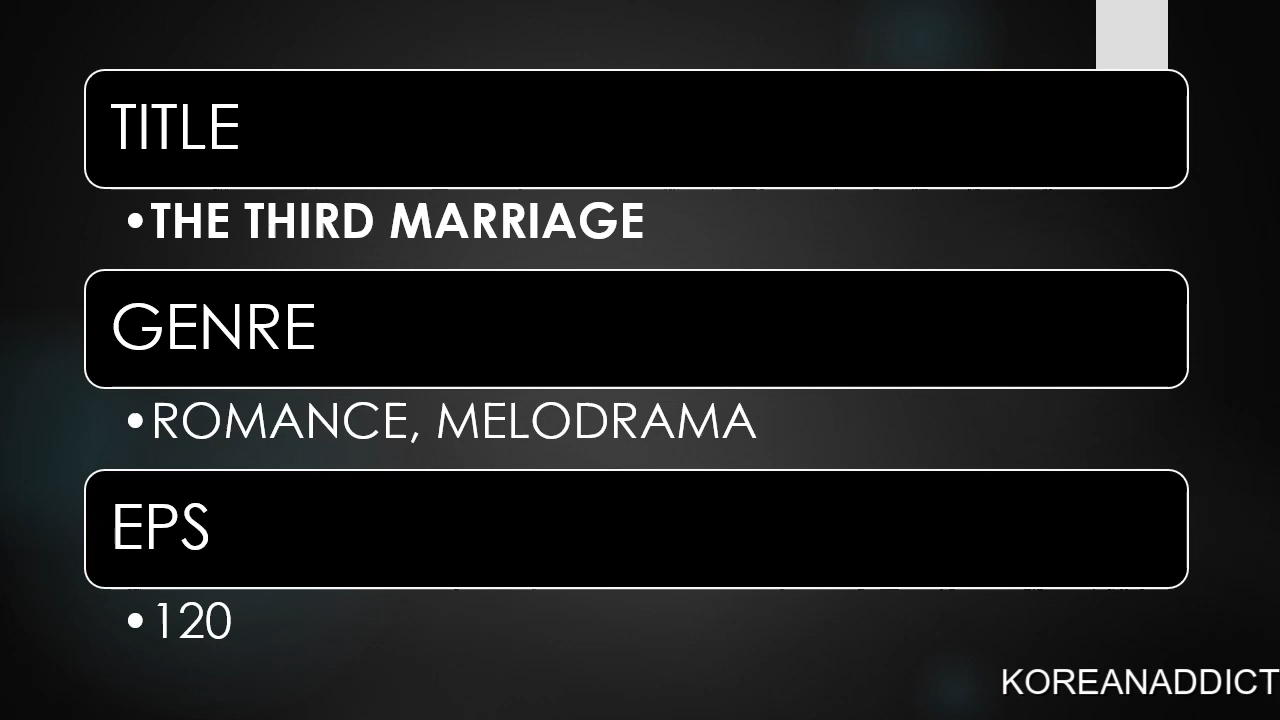 TITLE
•THE THIRD MARRIAGE
GENRE
•ROMANCE, MELODRAMA
EPS
•120
KOREANADDICT